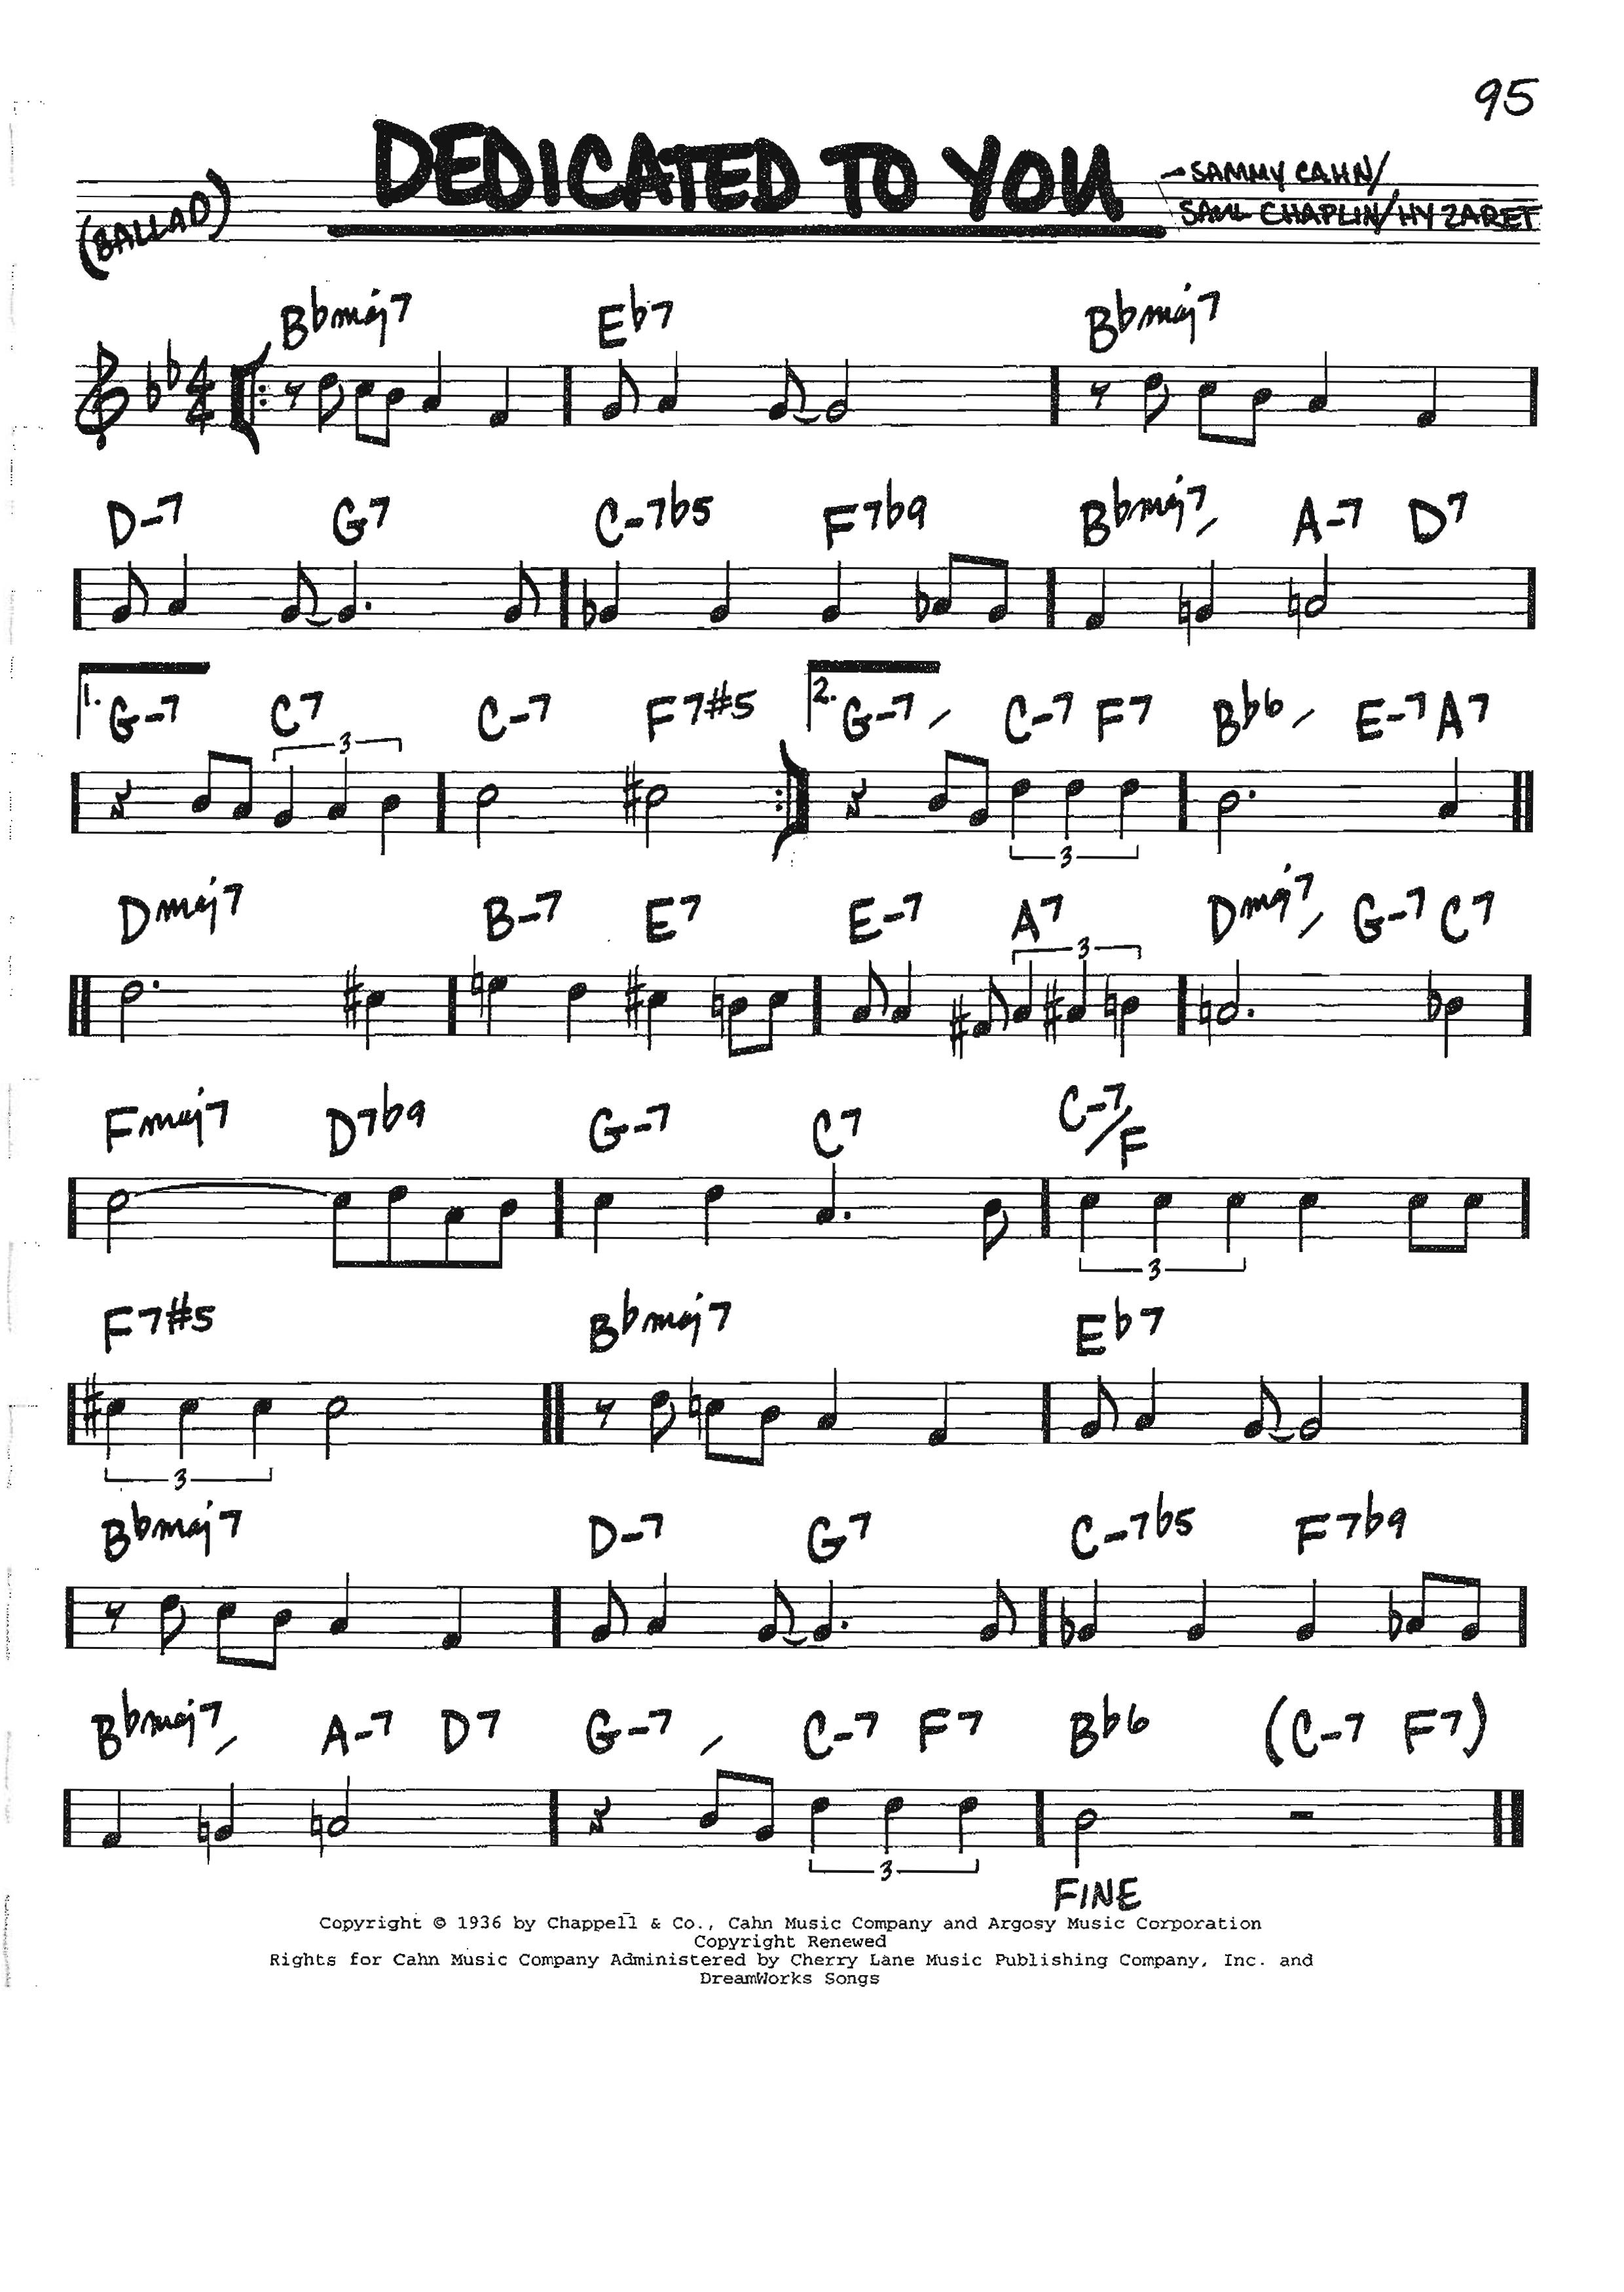 95
DEDICATED TO YOU
- SAMMY CAHN/
SAUL CHAPLIN/HY ZARET
(BALLAD)
Bbmaj7 Eb7 Bbmaj7
4
4
D-7 G7 C-7b5 F7b9 Bbmaj7 / A-7 D7
1. G-7 C7 C-7 F7#5 2. G-7 / C-7 F7 Bb6 / E-7 A7
3
3
Dmaj7 B-7 E7 E-7 A7 Dmaj7 / G-7 C7
3
Fmaj7 D7b9 G-7 C7 C-7/F
3
F7#5 Bbmaj7 Eb7
3
Bbmaj7 D-7 G7 C-7b5 F7b9
Bbmaj7 / A-7 D7 G-7 / C-7 F7 Bb6 (C-7 F7)
3
FINE
Copyright © 1936 by Chappell & Co., Cahn Music Company and Argosy Music Corporation
Copyright Renewed
Rights for Cahn Music Company Administered by Cherry Lane Music Publishing Company, Inc. and
DreamWorks Songs